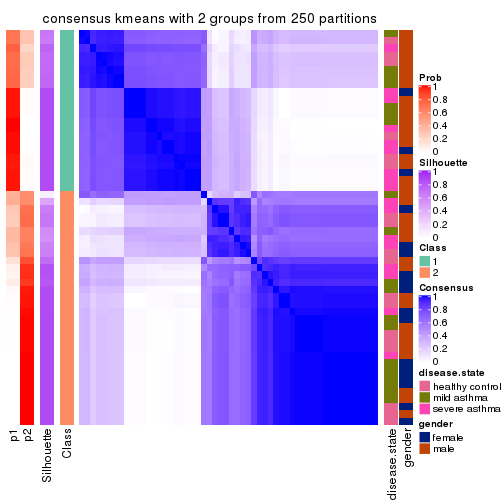 consensus kmeans with 2 groups from 250 partitions
Prob
1
0.8
0.6
0.4
0.2
0
Silhouette
1
0.8
0.6
0.4
0.2
0
Class
1
2
Consensus
1
0.8
0.6
0.4
0.2
0
disease.state
healthy control
mild asthma
severe asthma
gender
female
male
p1
p2
Silhouette
Class
disease.state
gender